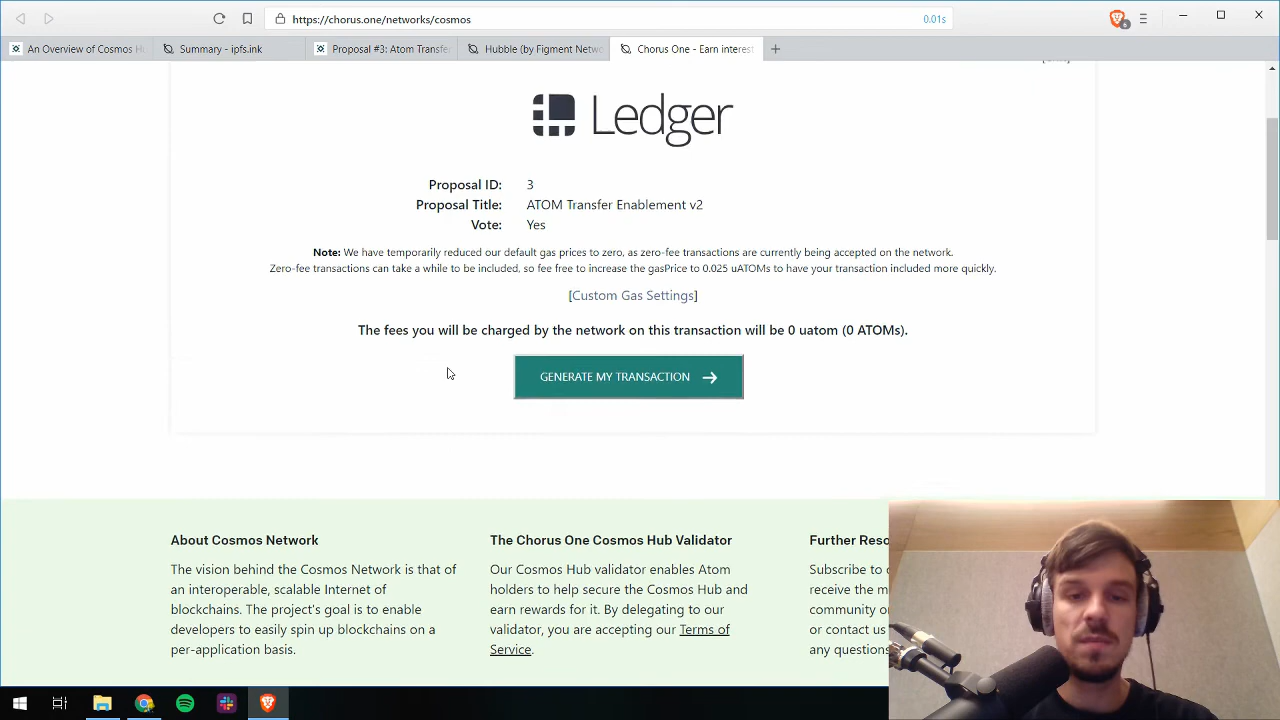 https://chorus.one/networks/cosmos
0.01s
6
An Overview of Cosmos Hu
Summary - ipfs.ink
Proposal #3: Atom Transfe
Hubble (by Figment Netwo
Chorus One - Earn interest
Ledger
Proposal ID: 3
Proposal Title: ATOM Transfer Enablement v2
Vote: Yes
Note: We have temporarily reduced our default gas prices to zero, as zero-fee transactions are currently being accepted on the network.
Zero-fee transactions can take a while to be included, so fee free to increase the gasPrice to 0.025 uATOMs to have your transaction included more quickly.
[Custom Gas Settings]
The fees you will be charged by the network on this transaction will be 0 uatom (0 ATOMs).
GENERATE MY TRANSACTION
About Cosmos Network
The vision behind the Cosmos Network is that of
an interoperable, scalable Internet of
blockchains. The project's goal is to enable
developers to easily spin up blockchains on a
per-application basis.
The Chorus One Cosmos Hub Validator
Our Cosmos Hub validator enables Atom
holders to help secure the Cosmos Hub and
earn rewards for it. By delegating to our
validator, you are accepting our Terms of
Service.
Further Reso
Subscribe to o
receive the m
community o
or contact us
any questions